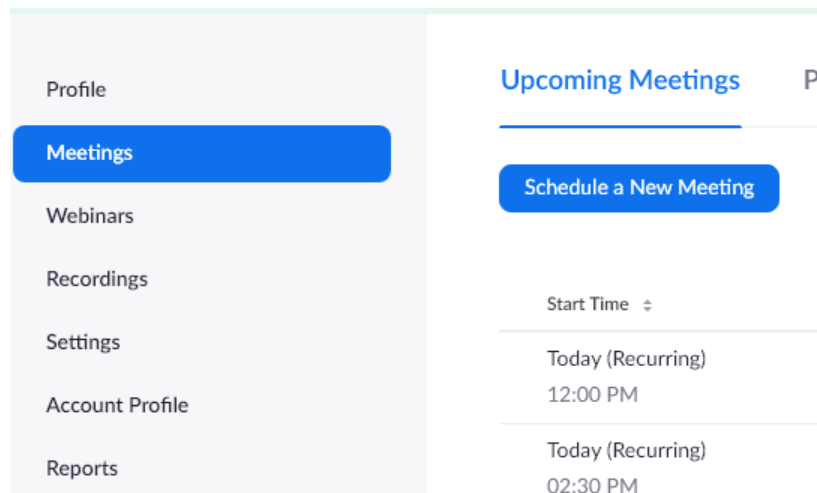 Profile
Meetings
Webinars
Recordings
Settings
Account Profile
Reports
Upcoming Meetings
Schedule a New Meeting
Start Time
Today (Recurring)
12:00 PM
Today (Recurring)
02:30 PM